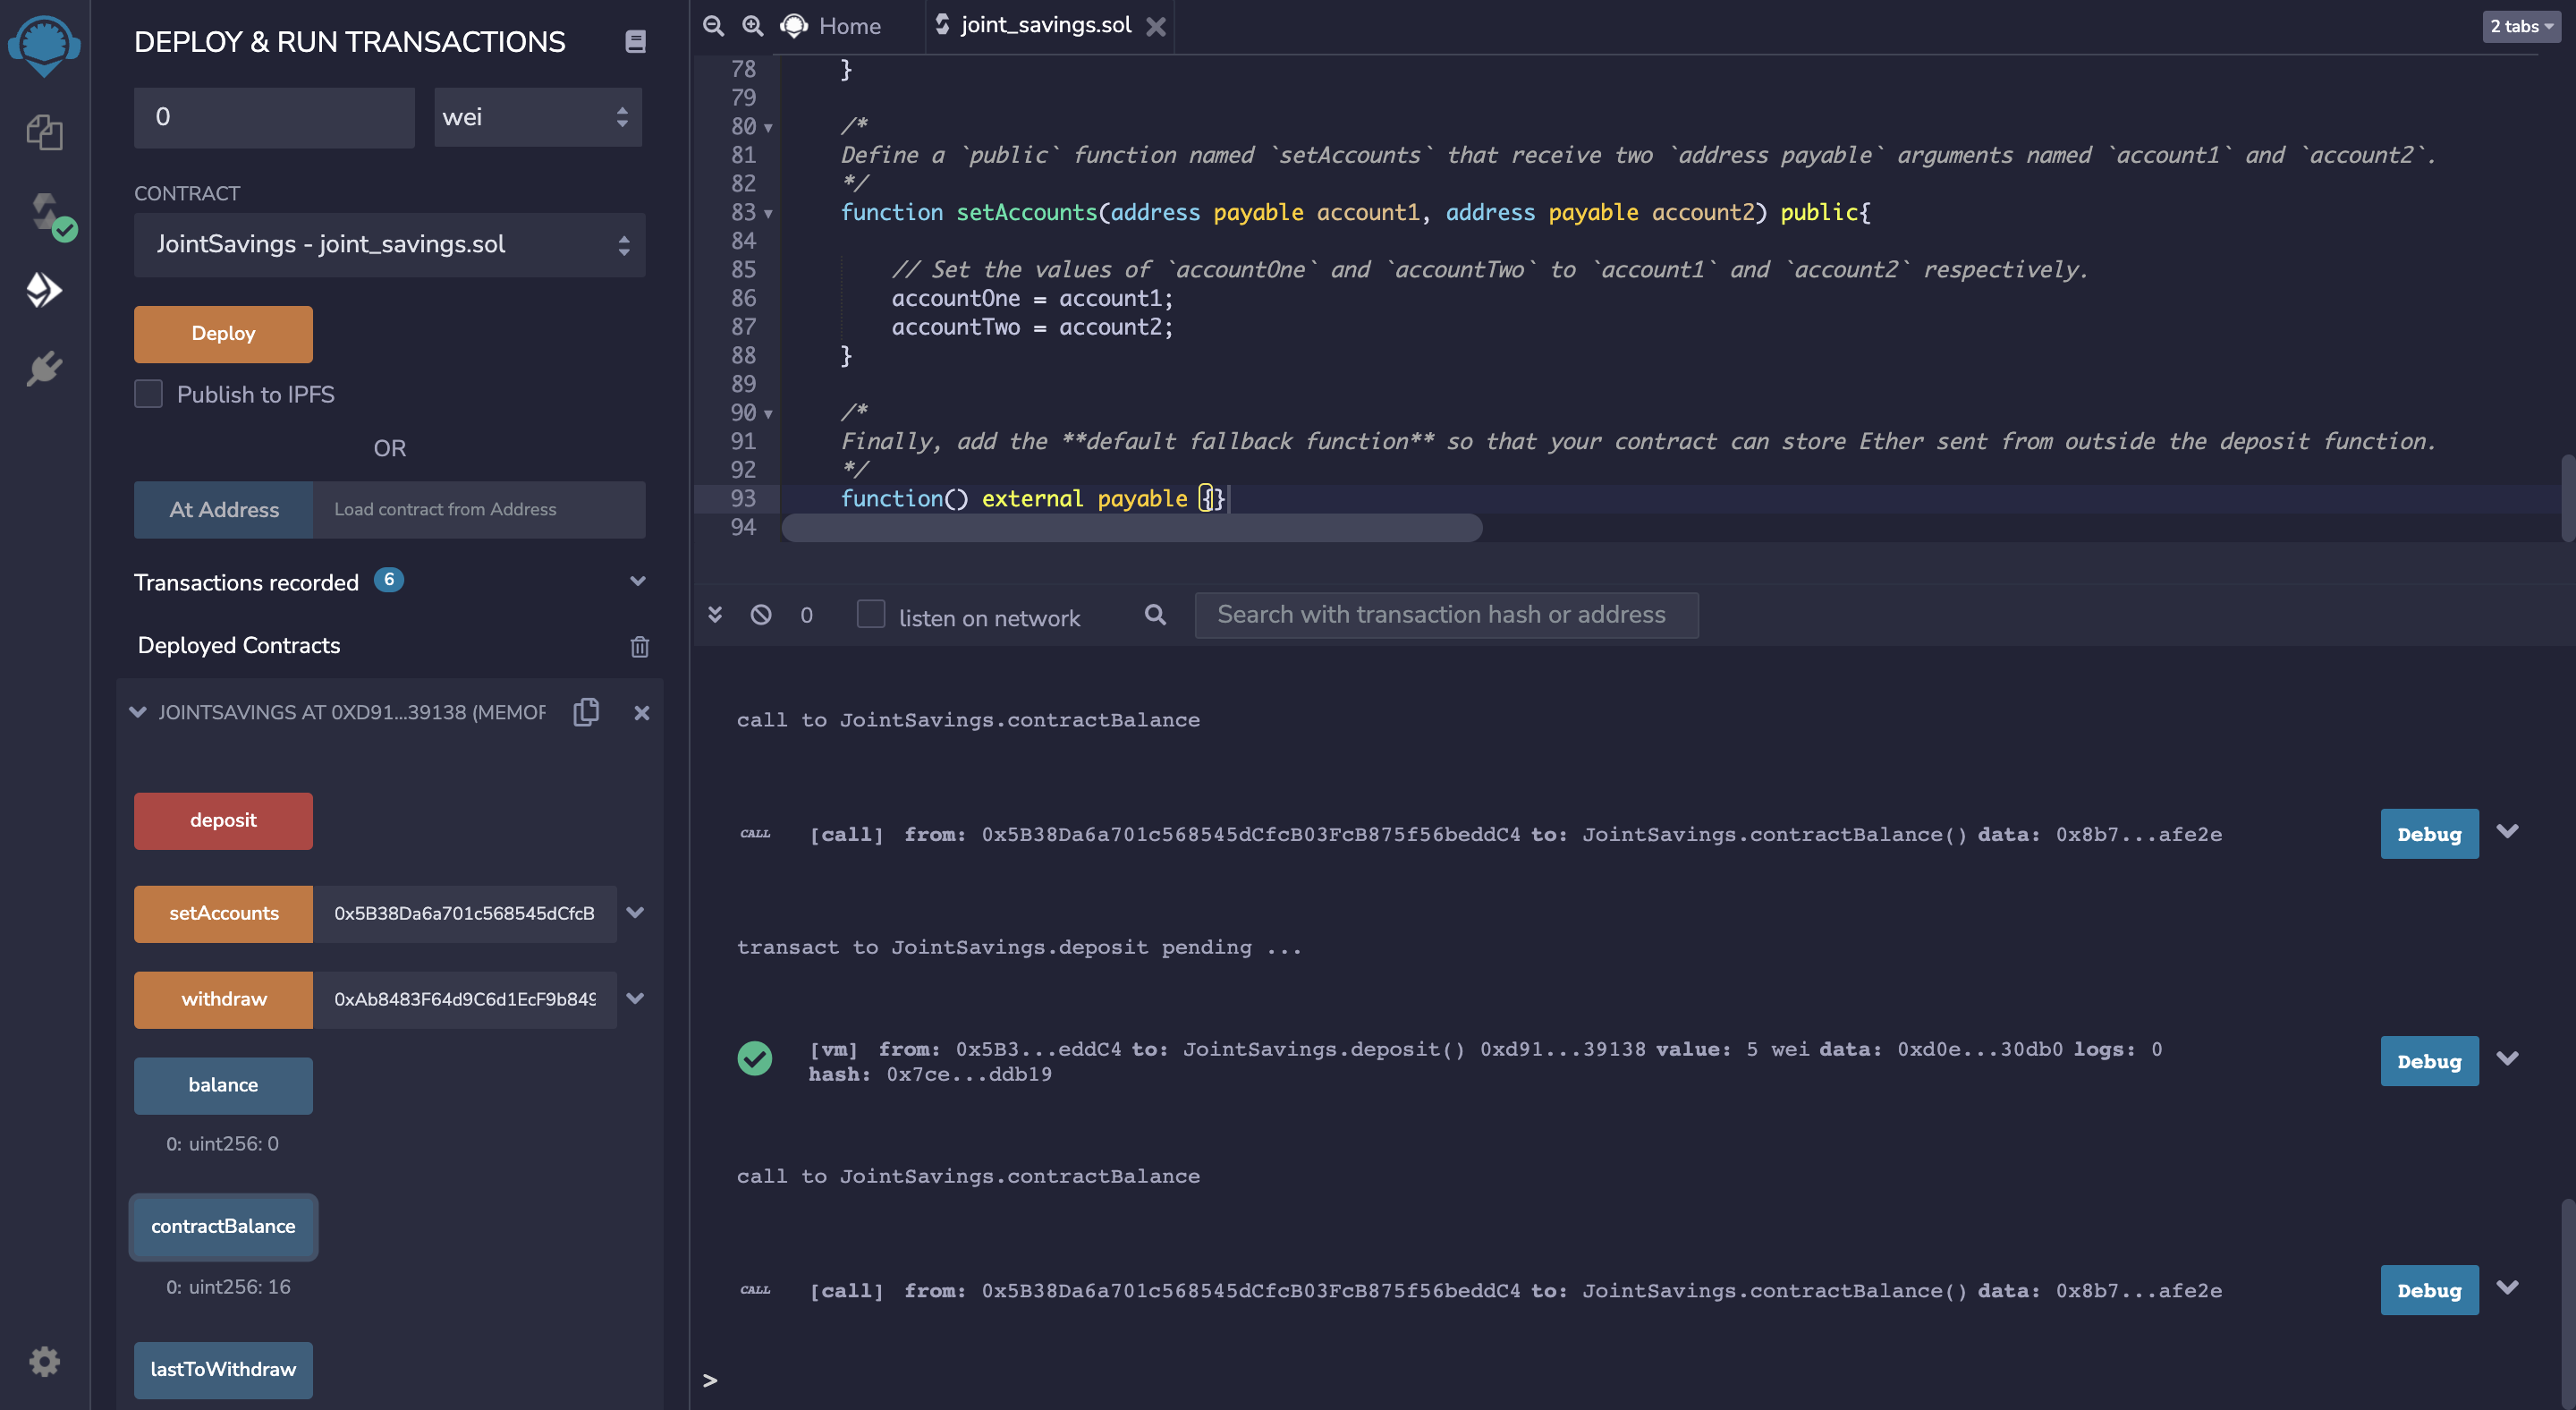 DEPLOY & RUN TRANSACTIONS
0
wei
CONTRACT
JointSavings - joint_savings.sol
Deploy
Publish to IPFS
OR
At Address
Load contract from Address
Transactions recorded 6
Deployed Contracts
JOINTSAVINGS AT 0XD91...39138 (MEMOR
deposit
setAccounts
0x5B38Da6a701c568545dCfcB
withdraw
0xAb8483F64d9C6d1EcF9b849
balance
0: uint256: 0
contractBalance
0: uint256: 16
lastToWithdraw
Home
joint_savings.sol
2 tabs
78 }
79
80 /*
81 Define a `public` function named `setAccounts` that receive two `address payable` arguments named `account1` and `account2`.
82 */
83 function setAccounts(address payable account1, address payable account2) public{
84
85 // Set the values of `accountOne` and `accountTwo` to `account1` and `account2` respectively.
86 accountOne = account1;
87 accountTwo = account2;
88 }
89
90 /*
91 Finally, add the **default fallback function** so that your contract can store Ether sent from outside the deposit function.
92 */
93 function() external payable {}
94
0
listen on network
Search with transaction hash or address
call to JointSavings.contractBalance
CALL [call] from: 0x5B38Da6a701c568545dCfcB03FcB875f56beddC4 to: JointSavings.contractBalance() data: 0x8b7...afe2e
Debug
transact to JointSavings.deposit pending ...
[vm] from: 0x5B3...eddC4 to: JointSavings.deposit() 0xd91...39138 value: 5 wei data: 0xd0e...30db0 logs: 0
hash: 0x7ce...ddb19
Debug
call to JointSavings.contractBalance
CALL [call] from: 0x5B38Da6a701c568545dCfcB03FcB875f56beddC4 to: JointSavings.contractBalance() data: 0x8b7...afe2e
Debug
>